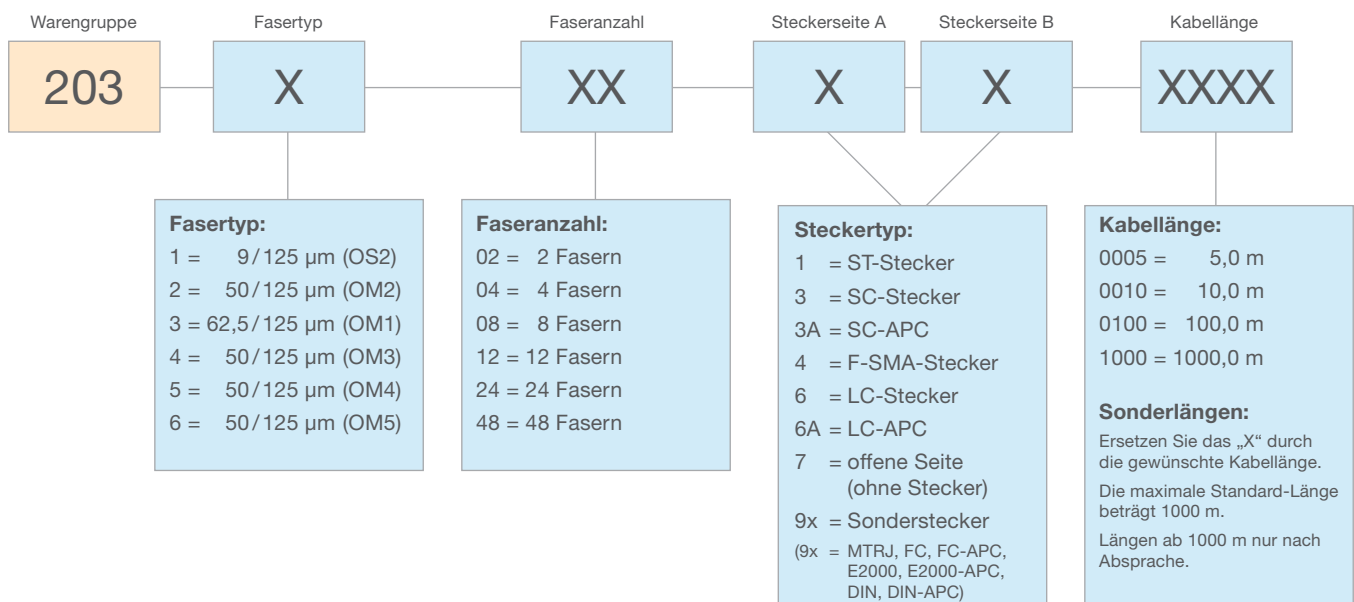 Warengruppe
Fasertyp
Faseranzahl
Steckerseite A
Steckerseite B
Kabellänge
203
X
XX
X
X
XXXX
Fasertyp:
1 = 9/125 µm (OS2)
2 = 50/125 µm (OM2)
3 = 62,5/125 µm (OM1)
4 = 50/125 µm (OM3)
5 = 50/125 µm (OM4)
6 = 50/125 µm (OM5)
Faseranzahl:
02 = 2 Fasern
04 = 4 Fasern
08 = 8 Fasern
12 = 12 Fasern
24 = 24 Fasern
48 = 48 Fasern
Steckertyp:
1 = ST-Stecker
3 = SC-Stecker
3A = SC-APC
4 = F-SMA-Stecker
6 = LC-Stecker
6A = LC-APC
7 = offene Seite
(ohne Stecker)
9x = Sonderstecker
(9x = MTRJ, FC, FC-APC,
E2000, E2000-APC,
DIN, DIN-APC)
Kabellänge:
0005 = 5,0 m
0010 = 10,0 m
0100 = 100,0 m
1000 = 1000,0 m
Sonderlängen:
Ersetzen Sie das „X“ durch
die gewünschte Kabellänge.
Die maximale Standard-Länge
beträgt 1000 m.
Längen ab 1000 m nur nach
Absprache.